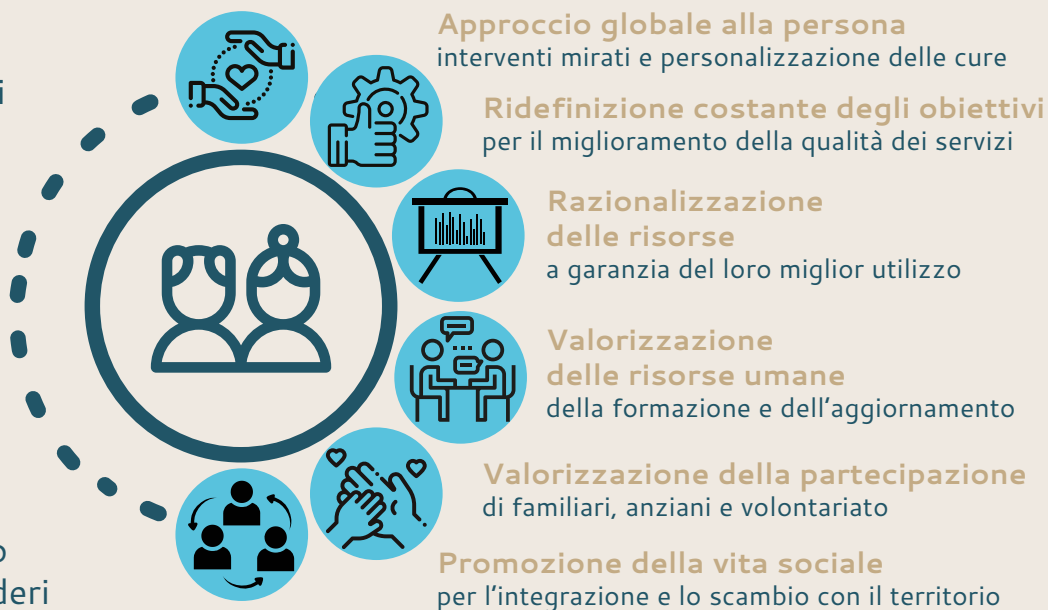 Approccio globale alla persona
interventi mirati e personalizzazione delle cure
Ridefinizione costante degli obiettivi
per il miglioramento della qualità dei servizi
Razionalizzazione
delle risorse
a garanzia del loro miglior utilizzo
Valorizzazione
delle risorse umane
della formazione e dell'aggiornamento
Valorizzazione della partecipazione
di familiari, anziani e volontariato
Promozione della vita sociale
per l'integrazione e lo scambio con il territorio